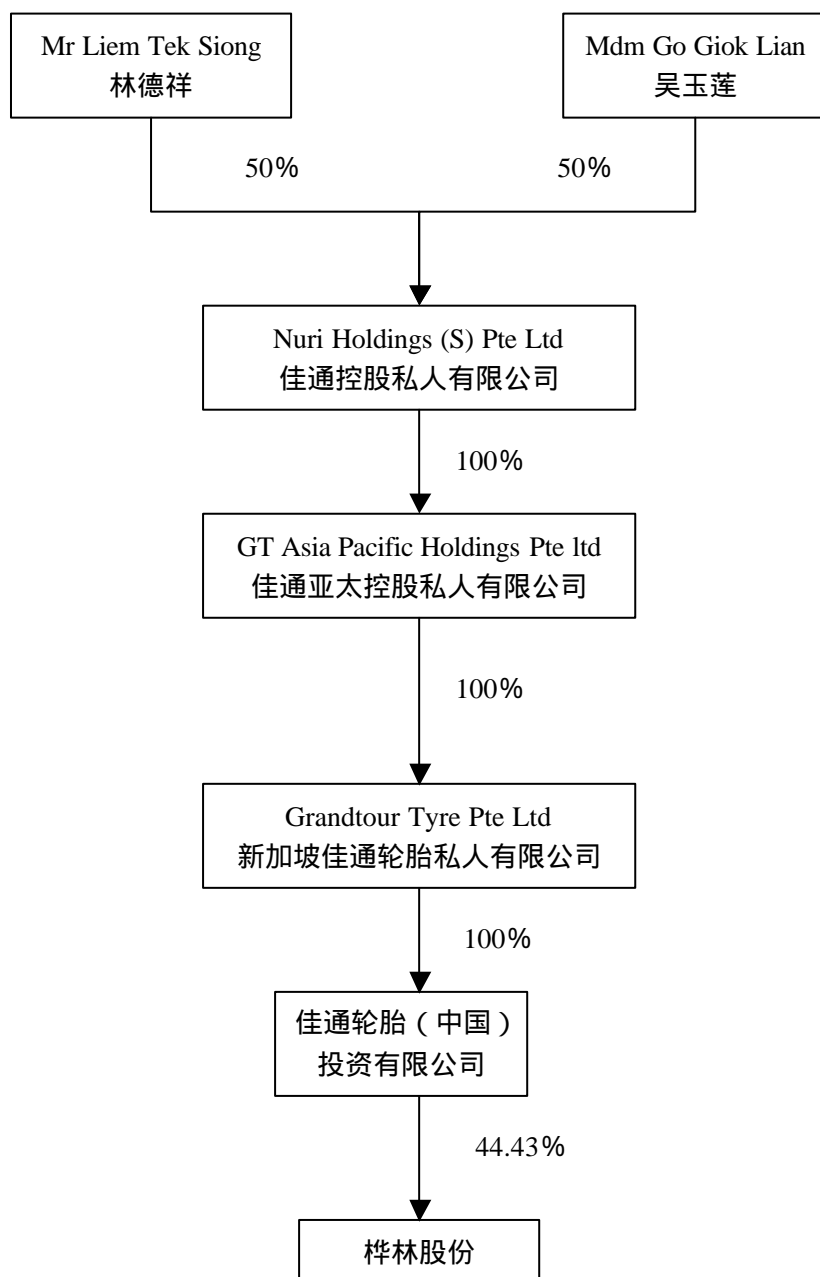 Mr Liem Tek Siong
林德祥
Mdm Go Giok Lian
吴玉莲
50%
50%
Nuri Holdings (S) Pte Ltd
佳通控股私人有限公司
100%
GT Asia Pacific Holdings Pte ltd
佳通亚太控股私人有限公司
100%
Grandtour Tyre Pte Ltd
新加坡佳通轮胎私人有限公司
100%
佳通轮胎（中国）
投资有限公司
44.43%
桦林股份